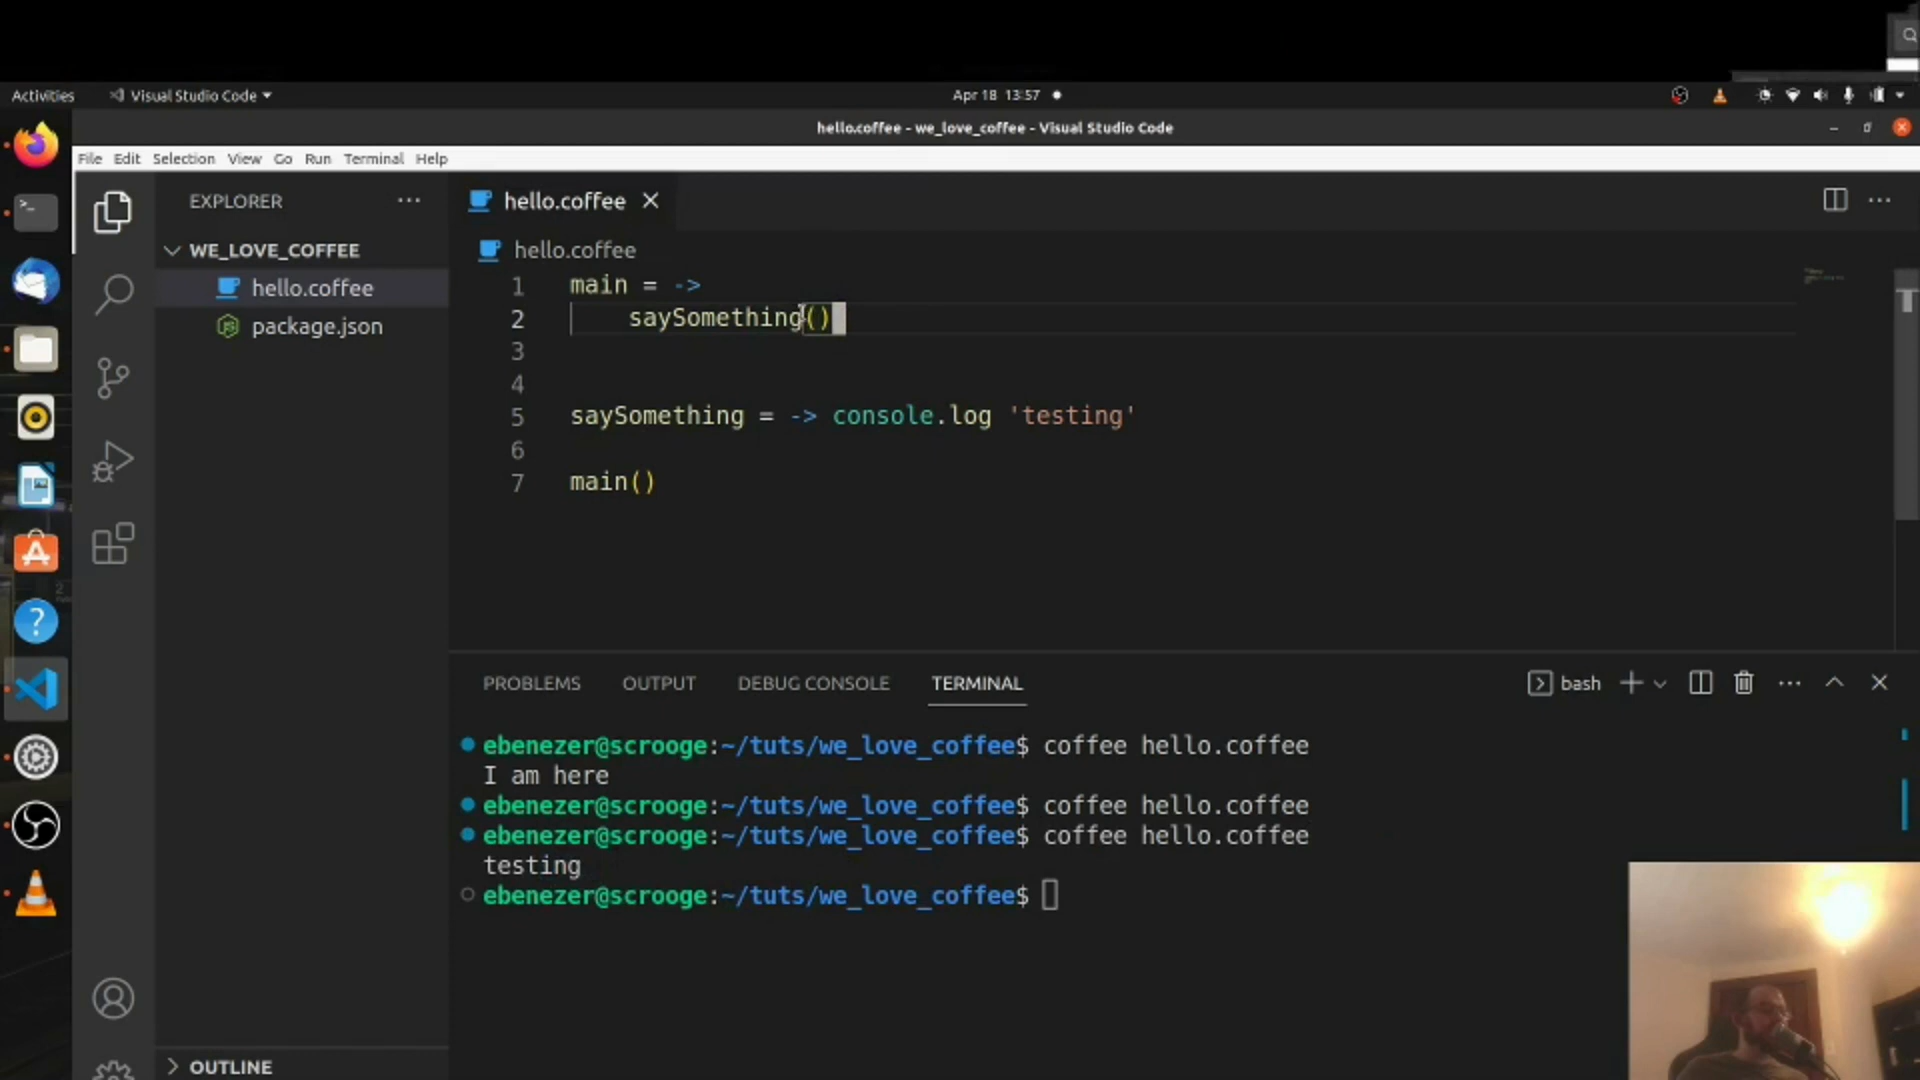 Activities
Visual Studio Code
Apr 18 13:57
hello.coffee - we_love_coffee - Visual Studio Code
File Edit Selection View Go Run Terminal Help
EXPLORER
hello.coffee
WE_LOVE_COFFEE
hello.coffee
hello.coffee
package.json
1 main = ->
2 saySomething()
3
4
5 saySomething = -> console.log 'testing'
6
7 main()
PROBLEMS OUTPUT DEBUG CONSOLE TERMINAL
bash
ebenezer@scrooge:~/tuts/we_love_coffee$ coffee hello.coffee
I am here
ebenezer@scrooge:~/tuts/we_love_coffee$ coffee hello.coffee
ebenezer@scrooge:~/tuts/we_love_coffee$ coffee hello.coffee
testing
ebenezer@scrooge:~/tuts/we_love_coffee$
OUTLINE